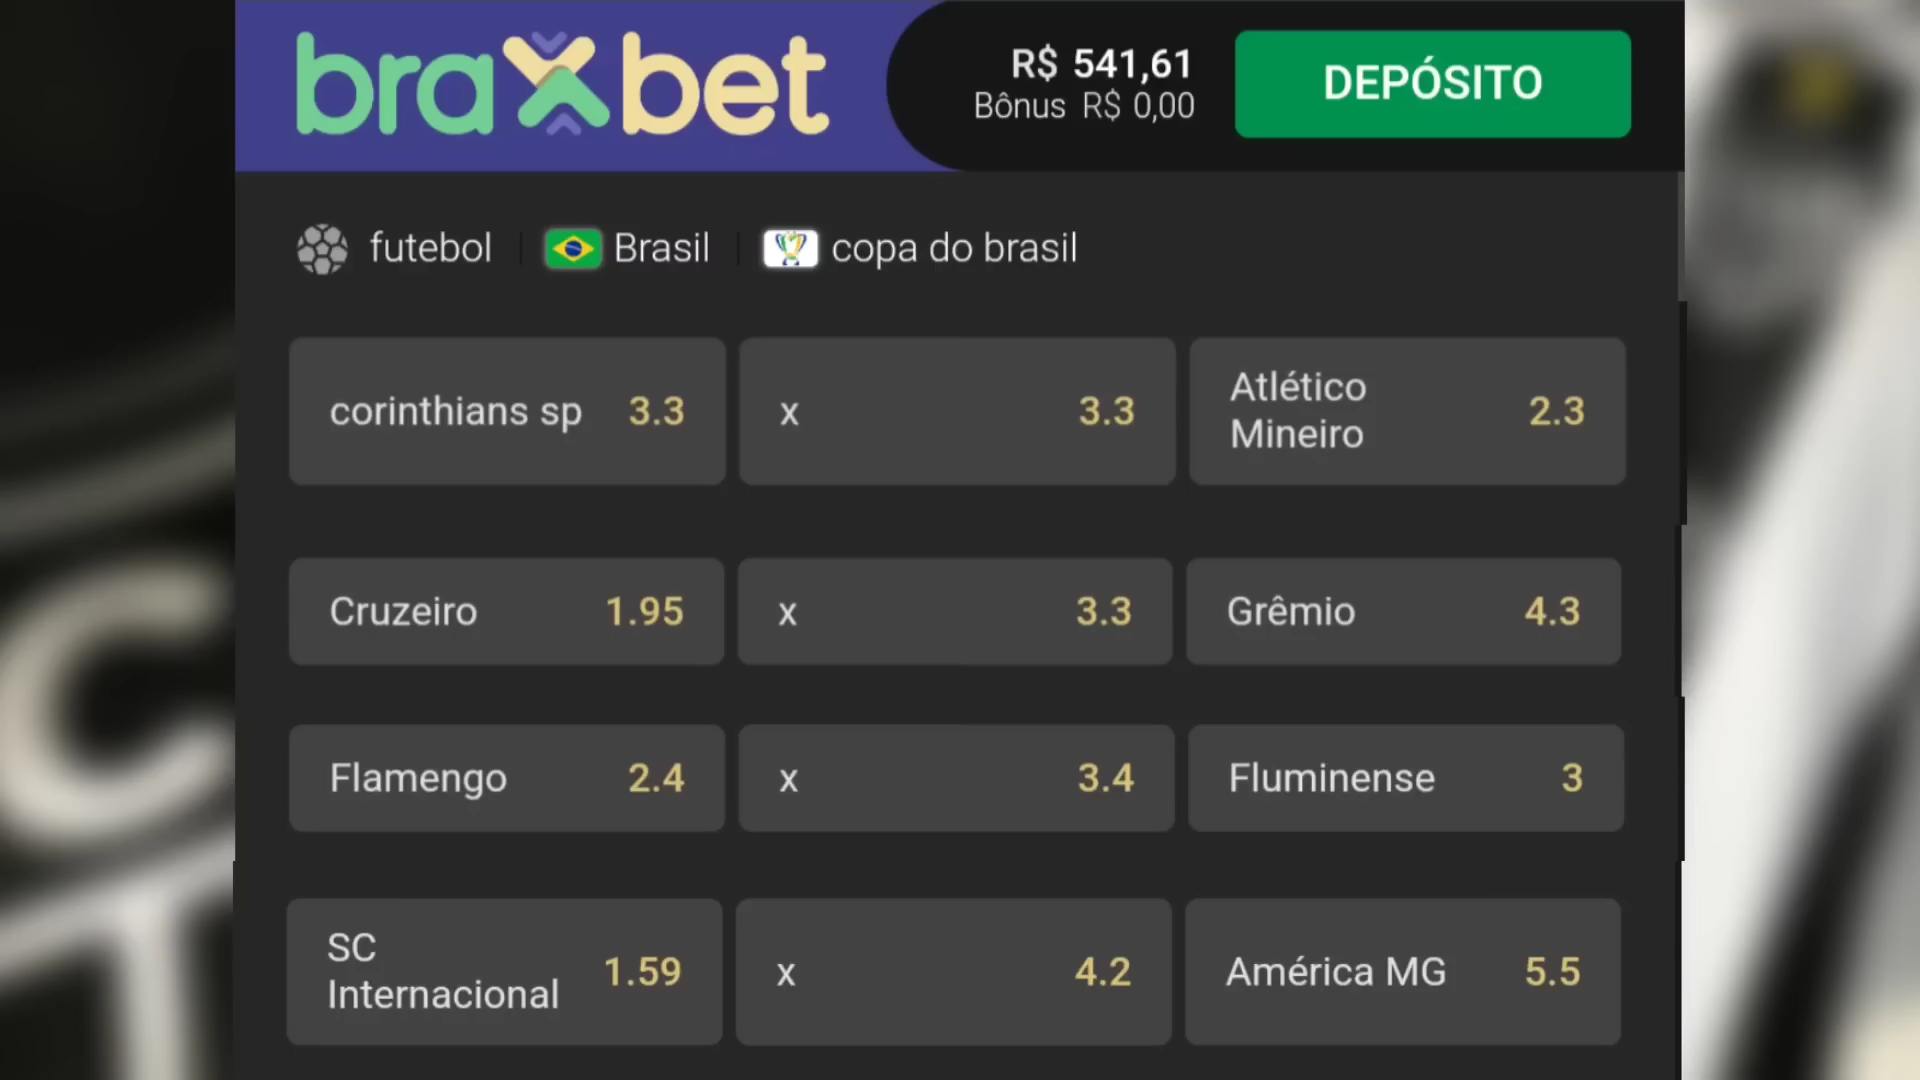 braxbet
R$ 541,61
Bônus R$ 0,00
DEPÓSITO
futebol Brasil copa do brasil
corinthians sp 3.3 x 3.3 Atlético Mineiro 2.3
Cruzeiro 1.95 x 3.3 Grêmio 4.3
Flamengo 2.4 x 3.4 Fluminense 3
SC Internacional 1.59 x 4.2 América MG 5.5